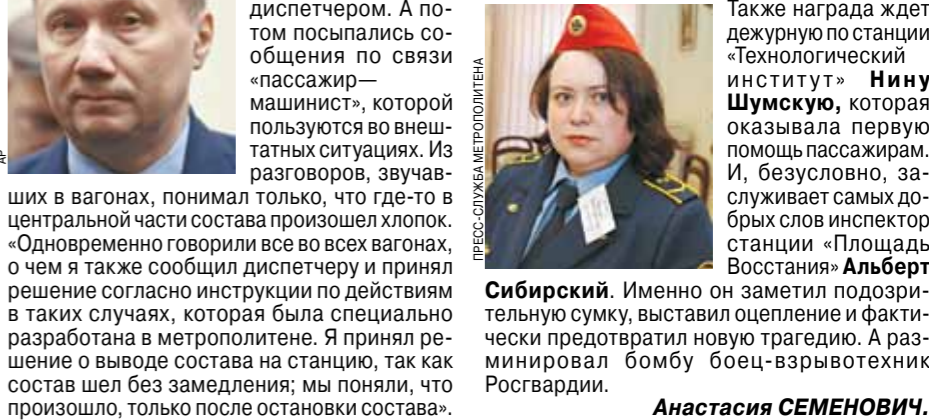 диспетчером. А по-
том посыпались со-
общения по связи
«пассажир—
машинист», которой
пользуются во внеш-
татных ситуациях. Из
разговоров, звучав-
ших в вагонах, понимал только, что где-то в
центральной части состава произошел хлопок.
«Одновременно говорили все во всех вагонах,
о чем я также сообщил диспетчеру и принял
решение согласно инструкции по действиям
в таких случаях, которая была специально
разработана в метрополитене. Я принял ре-
шение о выводе состава на станцию, так как
состав шел без замедления; мы поняли, что
произошло, только после остановки состава».
АР
ПРЕСС-СЛУЖБА МЕТРОПОЛИТЕНА
Также награда ждет
дежурную по станции
«Технологический
институт» Нину
Шумскую, которая
оказывала первую
помощь пассажирам.
И, безусловно, за-
служивает самых до-
брых слов инспектор
станции «Площадь
Восстания» Альберт
Сибирский. Именно он заметил подозри-
тельную сумку, выставил оцепление и факти-
чески предотвратил новую трагедию. А раз-
минировал бомбу боец-взрывотехник
Росгвардии.
Анастасия СЕМЕНОВИЧ.